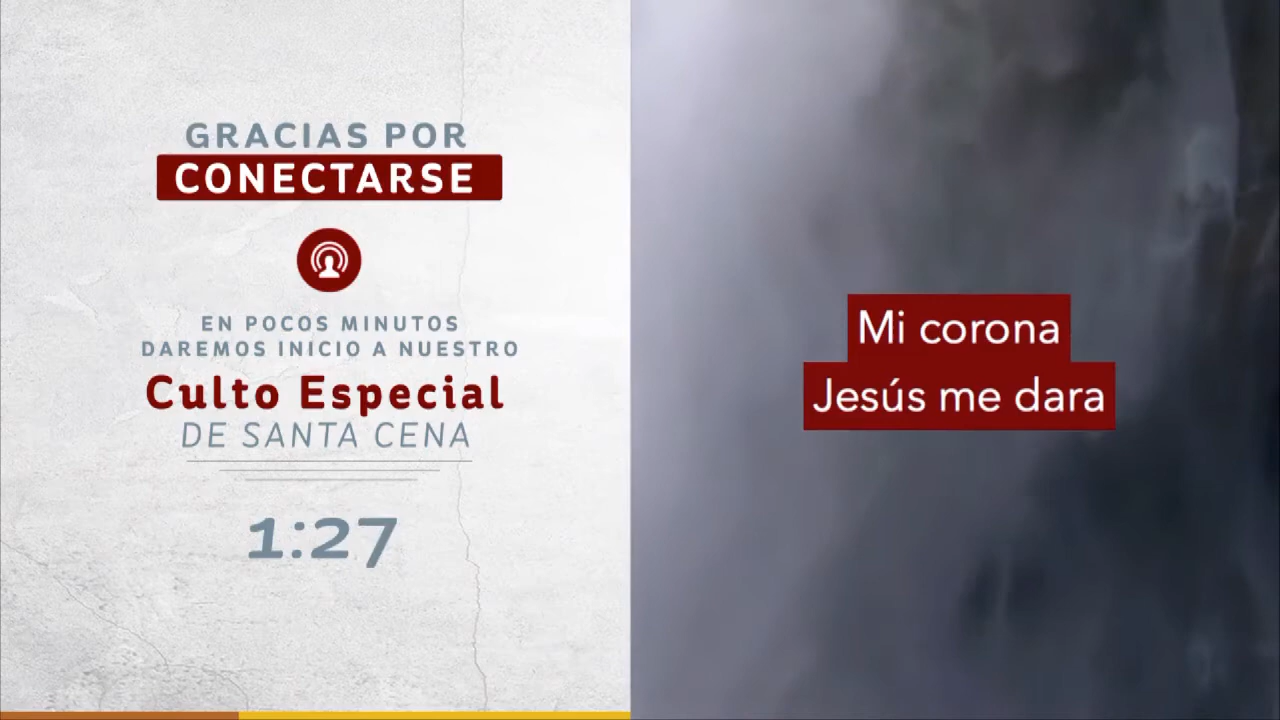 GRACIAS POR
CONECTARSE
EN POCOS MINUTOS
DAREMOS INICIO A NUESTRO
Culto Especial
DE SANTA CENA
1:27
Mi corona
Jesús me dara